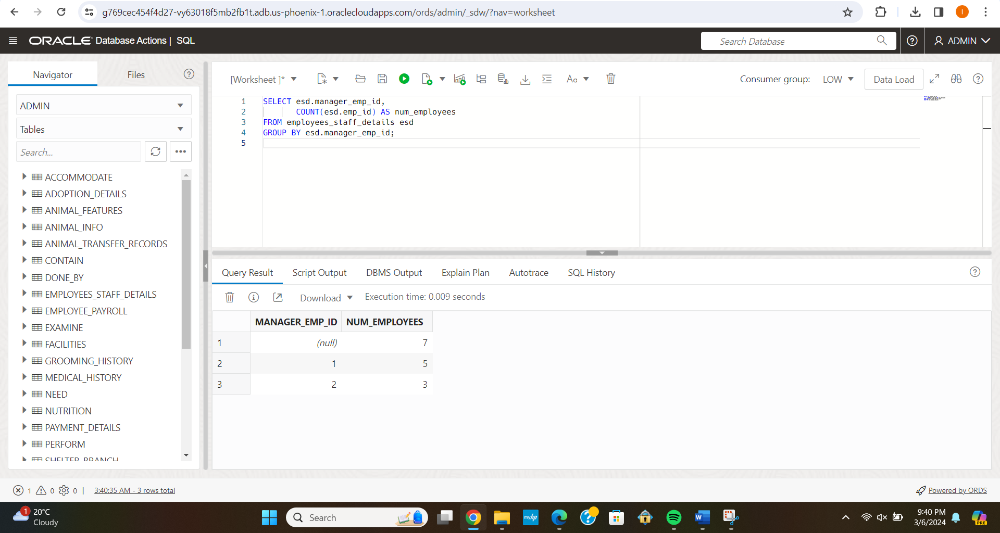 g769cec454f4d27-vy63018f5mb2fb1t.adb.us-phoenix-1.oraclecloudapps.com/ords/admin/_sdw/?nav=worksheet
I
ORACLE Database Actions | SQL
Search Database
ADMIN
Navigator
Files
ADMIN
Tables
Search...
ACCOMMODATE
ADOPTION_DETAILS
ANIMAL_FEATURES
ANIMAL_INFO
ANIMAL_TRANSFER_RECORDS
CONTAIN
DONE_BY
EMPLOYEES_STAFF_DETAILS
EMPLOYEE_PAYROLL
EXAMINE
FACILITIES
GROOMING_HISTORY
MEDICAL_HISTORY
NEED
NUTRITION
PAYMENT_DETAILS
PERFORM
SHELTER_BRANCH
[Worksheet ]*
Aa
Consumer group: LOW
Data Load
1 SELECT esd.manager_emp_id,
2 COUNT(esd.emp_id) AS num_employees
3 FROM employees_staff_details esd
4 GROUP BY esd.manager_emp_id;
5
Query Result Script Output DBMS Output Explain Plan Autotrace SQL History
Download Execution time: 0.009 seconds
MANAGER_EMP_ID NUM_EMPLOYEES
1 (null) 7
2 1 5
3 2 3
1 0 0 | 3:40:35 AM - 3 rows total
Powered by ORDS
1
20°C
Cloudy
Search
myhp
W
PRE
9:40 PM
3/6/2024